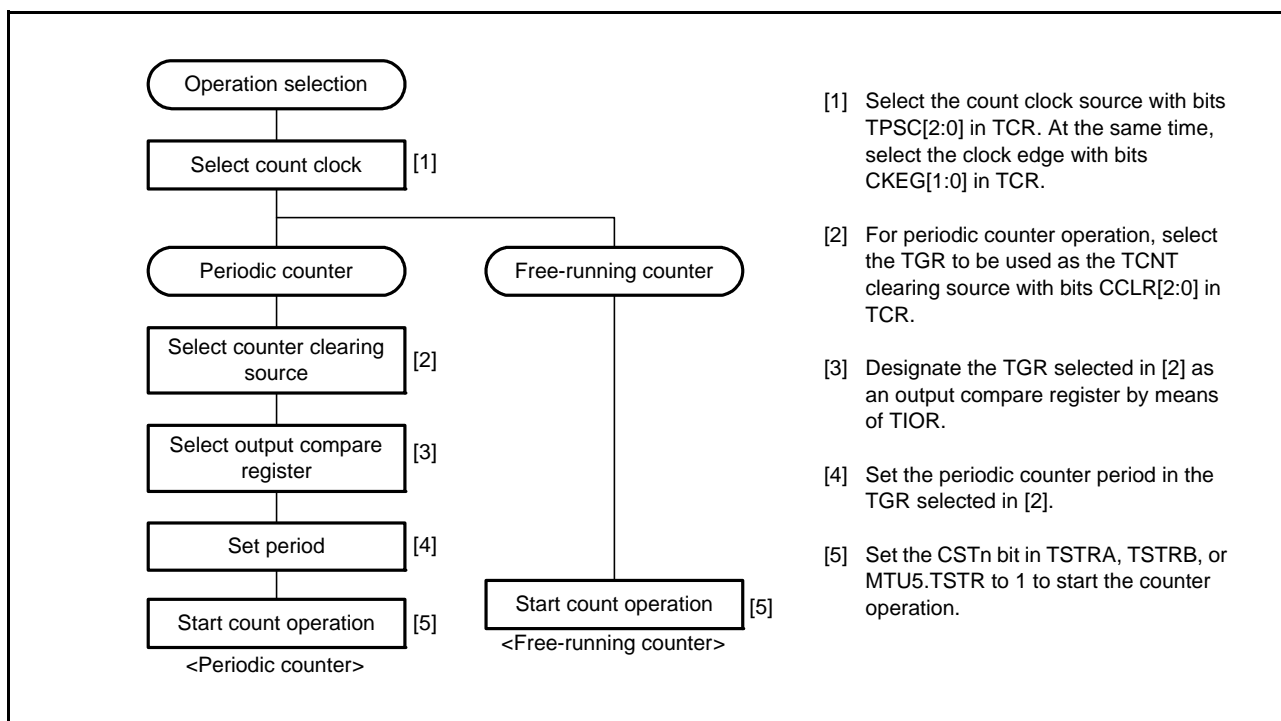 Operation selection
Select count clock
[1]
Periodic counter
Free-running counter
Select counter clearing
source
[2]
Select output compare
register
[3]
Set period
[4]
Start count operation
[5]
<Periodic counter>
Start count operation
[5]
<Free-running counter>
[1] Select the count clock source with bits
TPSC[2:0] in TCR. At the same time,
select the clock edge with bits
CKEG[1:0] in TCR.
[2] For periodic counter operation, select
the TGR to be used as the TCNT
clearing source with bits CCLR[2:0] in
TCR.
[3] Designate the TGR selected in [2] as
an output compare register by means
of TIOR.
[4] Set the periodic counter period in the
TGR selected in [2].
[5] Set the CSTn bit in TSTRA, TSTRB, or
MTU5.TSTR to 1 to start the counter
operation.